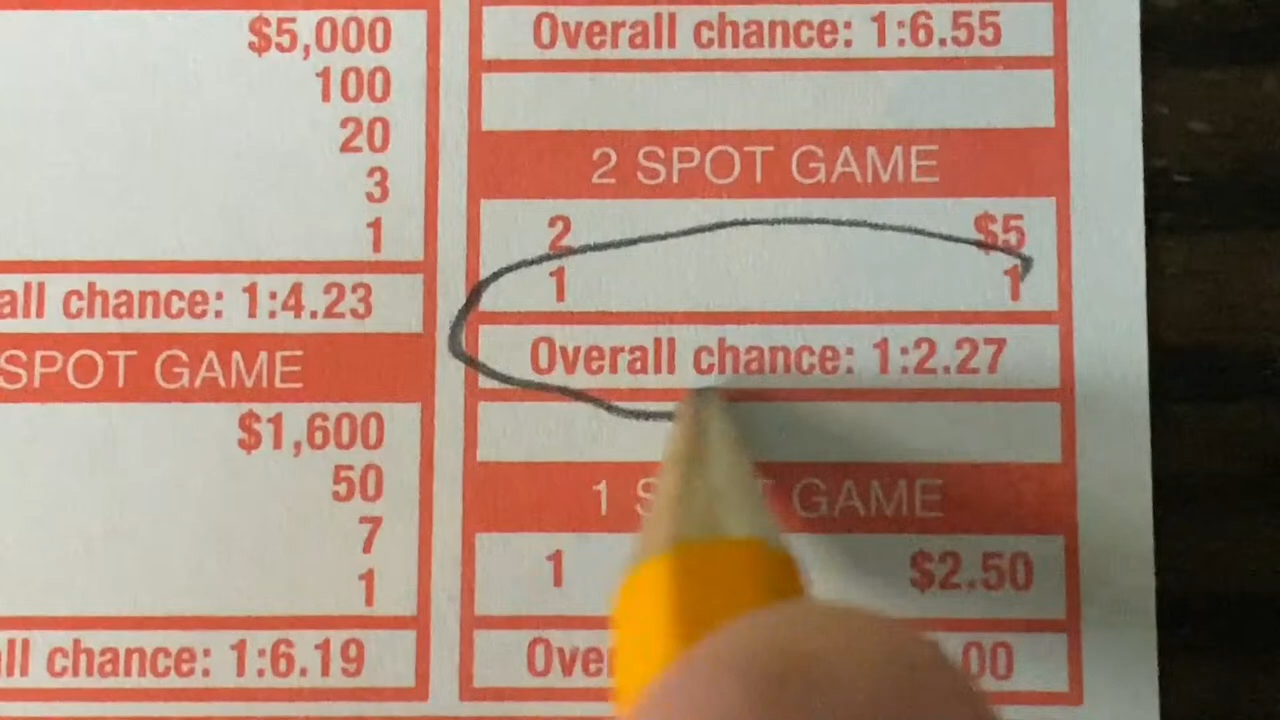 $5,000
100
20
3
1
all chance: 1:4.23
SPOT GAME
$1,600
50
7
1
all chance: 1:6.19
Overall chance: 1:6.55
2 SPOT GAME
2 $5
1 1
Overall chance: 1:2.27
1 GAME
1 $2.50
00